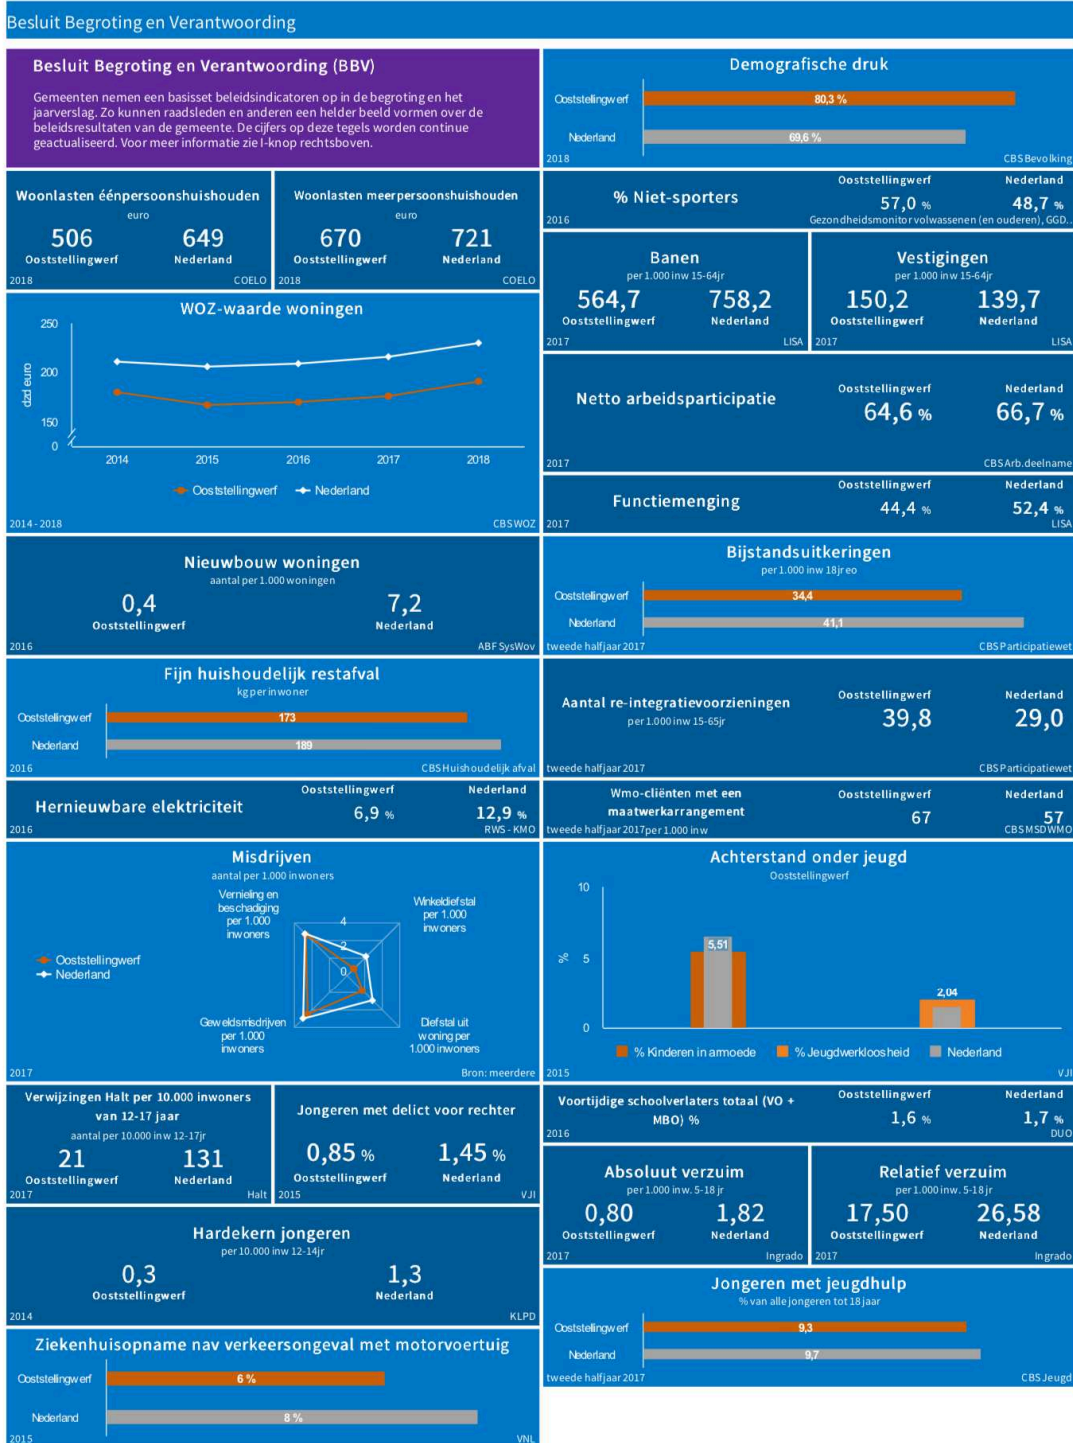 Besluit Begroting en Verantwoording
Besluit Begroting en Verantwoording (BBV)
Gemeenten nemen een basisset beleidsindicatoren op in de begroting en het
jaarverslag. Zo kunnen raadsleden en anderen een helder beeld vormen over de
beleidsresultaten van de gemeente. De cijfers op deze tegels worden continue
geactualiseerd. Voor meer informatie zie I-knop rechtsboven.
Woonlasten éénpersoonshuishouden
euro
506 649
Ooststellingwerf Nederland
2018 COELO
Woonlasten meerpersoonshuishouden
euro
670 721
Ooststellingwerf Nederland
2018 COELO
WOZ-waarde woningen
250
200
150
0
dzd euro
2014 2015 2016 2017 2018
Ooststellingwerf Nederland
2014 - 2018 CBS WOZ
Nieuwbouw woningen
aantal per 1.000 woningen
0,4 7,2
Ooststellingwerf Nederland
2016 ABF SysWov
Fijn huishoudelijk restafval
kg per inwoner
Ooststellingwerf 173
Nederland 189
2016 CBS Huishoudelijk afval
Hernieuwbare elektriciteit
Ooststellingwerf Nederland
6,9 % 12,9 %
2016 RWS - KMO
Misdrijven
aantal per 1.000 inwoners
Vernieling en
beschadiging
per 1.000
inwoners
Winkeldiefstal
per 1.000
inwoners
4
2
0
Ooststellingwerf
Nederland
Geweldsmisdrijven
per 1.000
inwoners
Diefstal uit
woning per
1.000 inwoners
2017 Bron: meerdere
Verwijzingen Halt per 10.000 inwoners
van 12-17 jaar
aantal per 10.000 inw 12-17jr
21 131
Ooststellingwerf Nederland
2017 Halt
Jongeren met delict voor rechter
0,85 % 1,45 %
Ooststellingwerf Nederland
2015 VJI
Hardekern jongeren
per 10.000 inw 12-14jr
0,3 1,3
Ooststellingwerf Nederland
2014 KLPD
Ziekenhuisopname nav verkeersongeval met motorvoertuig
Ooststellingwerf 6 %
Nederland 8 %
2015 VNL
Demografische druk
Ooststellingwerf 80,3 %
Nederland 69,6 %
2018 CBS Bevolking
% Niet-sporters
Ooststellingwerf Nederland
57,0 % 48,7 %
2016 Gezondheidsmonitor volwassenen (en ouderen), GGD..
Banen
per 1.000 inw 15-64jr
564,7 758,2
Ooststellingwerf Nederland
2017 LISA
Vestigingen
per 1.000 inw 15-64jr
150,2 139,7
Ooststellingwerf Nederland
2017 LISA
Netto arbeidsparticipatie
Ooststellingwerf Nederland
64,6 % 66,7 %
2017 CBS Arb.deelname
Functiemenging
Ooststellingwerf Nederland
44,4 % 52,4 %
2017 LISA
Bijstandsuitkeringen
per 1.000 inw 18jr eo
Ooststellingwerf 34,4
Nederland 41,1
tweede halfjaar 2017 CBS Participatiewet
Aantal re-integratievoorzieningen
per 1.000 inw 15-65jr
Ooststellingwerf Nederland
39,8 29,0
tweede halfjaar 2017 CBS Participatiewet
Wmo-cliënten met een
maatwerkarrangement
Ooststellingwerf Nederland
67 57
tweede halfjaar 2017 per 1.000 inw CBS MSD WMO
Achterstand onder jeugd
Ooststellingwerf
10
5
0
%
5,51
2,04
% Kinderen in armoede % Jeugdwerkloosheid Nederland
2015 VJI
Voortijdige schoolverlaters totaal (VO +
MBO) %
Ooststellingwerf Nederland
1,6 % 1,7 %
2016 DUO
Absoluut verzuim
per 1.000 inw. 5-18 jr
0,80 1,82
Ooststellingwerf Nederland
2017 Ingrado
Relatief verzuim
per 1.000 inw. 5-18 jr
17,50 26,58
Ooststellingwerf Nederland
2017 Ingrado
Jongeren met jeugdhulp
% van alle jongeren tot 18 jaar
Ooststellingwerf 9,3
Nederland 9,7
tweede halfjaar 2017 CBS Jeugd